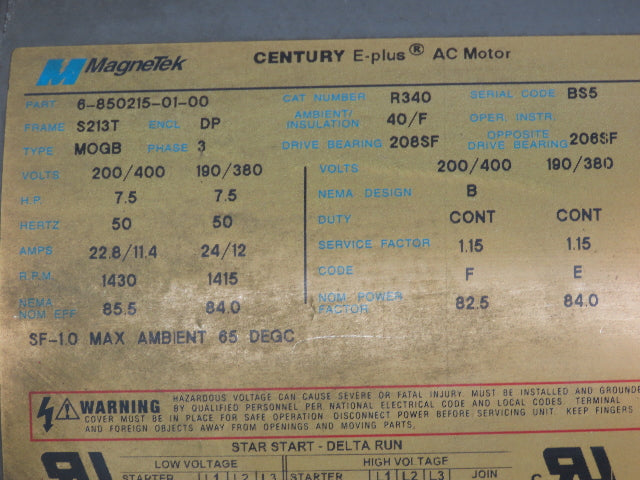 MagneTek CENTURY E-plus® AC Motor
PART 6-850215-01-00 CAT NUMBER R340 SERIAL CODE BS5
FRAME S213T ENCL DP AMBIENT/INSULATION 40/F OPER. INSTR.
TYPE MOGB PHASE 3 DRIVE BEARING 208SF OPPOSITE DRIVE BEARING 206SF
VOLTS 200/400 190/380 VOLTS 200/400 190/380
H.P. 7.5 7.5 NEMA DESIGN B
HERTZ 50 50 DUTY CONT CONT
AMPS 22.8/11.4 24/12 SERVICE FACTOR 1.15 1.15
R.P.M. 1430 1415 CODE F E
NEMA NOM EFF 85.5 84.0 NOM. POWER FACTOR 82.5 84.0
SF-1.0 MAX AMBIENT 65 DEGC
WARNING HAZARDOUS VOLTAGE CAN CAUSE SEVERE OR FATAL INJURY. MUST BE INSTALLED AND GROUNDE
BY QUALIFIED PERSONNEL PER NATIONAL ELECTRICAL CODE AND LOCAL CODES. TERMINAL
COVER MUST BE IN PLACE FOR SAFE OPERATION. DISCONNECT POWER BEFORE SERVICING UNIT. KEEP FINGERS
AND FOREIGN OBJECTS AWAY FROM OPENINGS AND MOVING PARTS.
STAR START - DELTA RUN
LOW VOLTAGE HIGH VOLTAGE
STARTER L1 L2 L3 STARTER L1 L2 L3 JOIN